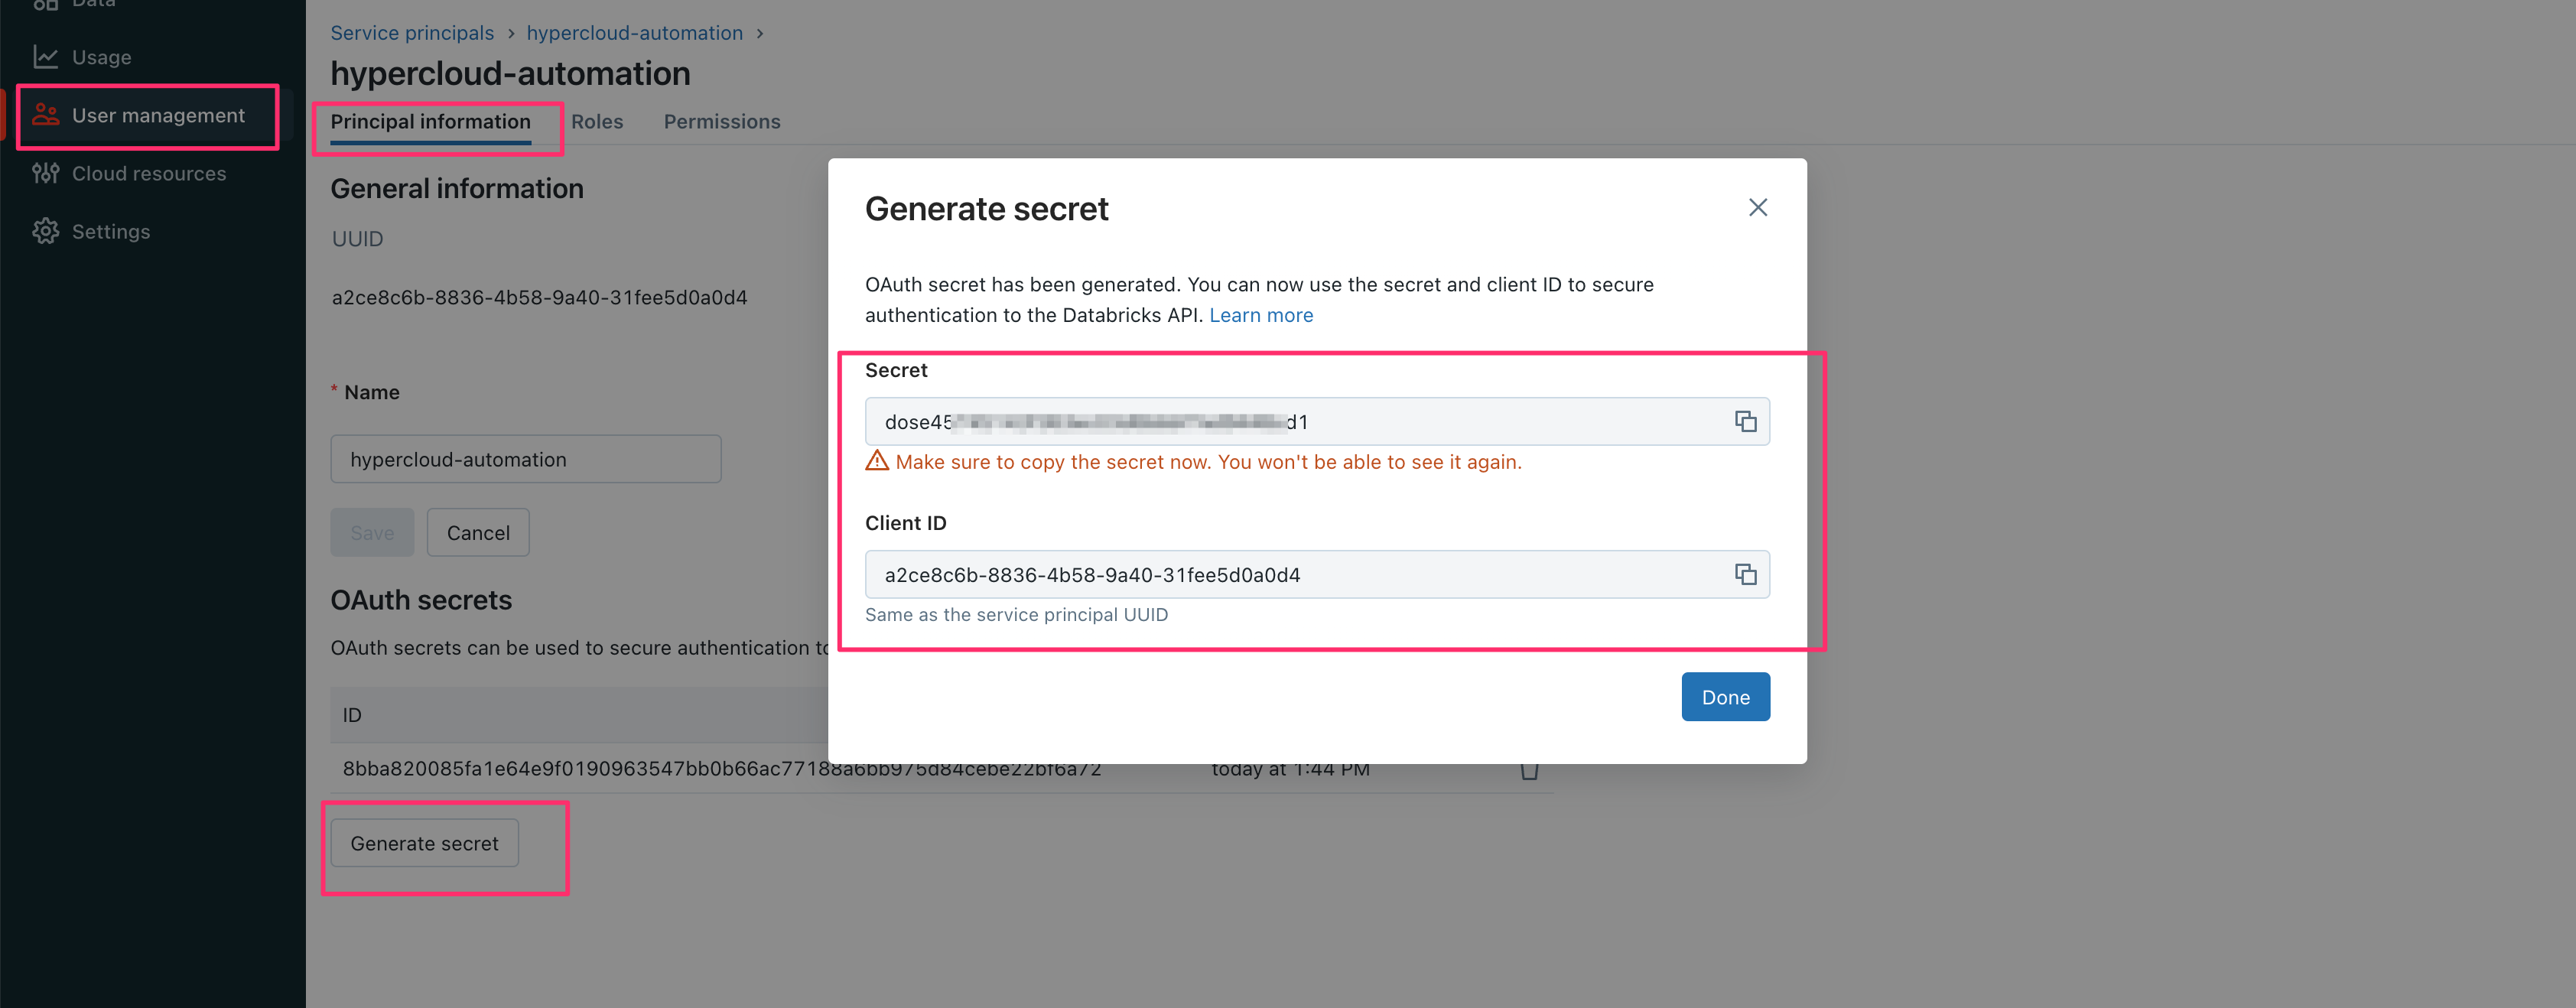 Data
Usage
User management
Cloud resources
Settings
Service principals > hypercloud-automation >
hypercloud-automation
Principal information Roles Permissions
General information
UUID
a2ce8c6b-8836-4b58-9a40-31fee5d0a0d4
* Name
hypercloud-automation
Save Cancel
OAuth secrets
OAuth secrets can be used to secure authentication to
ID
8bba820085fa1e64e9f0190963547bb0b66ac77188a6bb975d84cebe22bf6a72 today at 1:44 PM
Generate secret
Generate secret
OAuth secret has been generated. You can now use the secret and client ID to secure
authentication to the Databricks API. Learn more
Secret
dose45 d1
Make sure to copy the secret now. You won't be able to see it again.
Client ID
a2ce8c6b-8836-4b58-9a40-31fee5d0a0d4
Same as the service principal UUID
Done